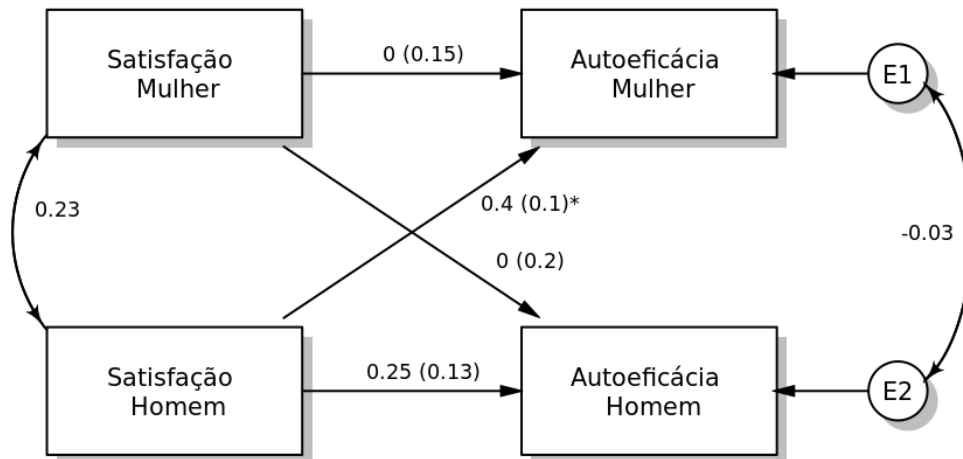 Satisfação
Mulher
0 (0.15)
Autoeficácia
Mulher
E1
0.23
0.4 (0.1)*
0 (0.2)
-0.03
Satisfação
Homem
0.25 (0.13)
Autoeficácia
Homem
E2